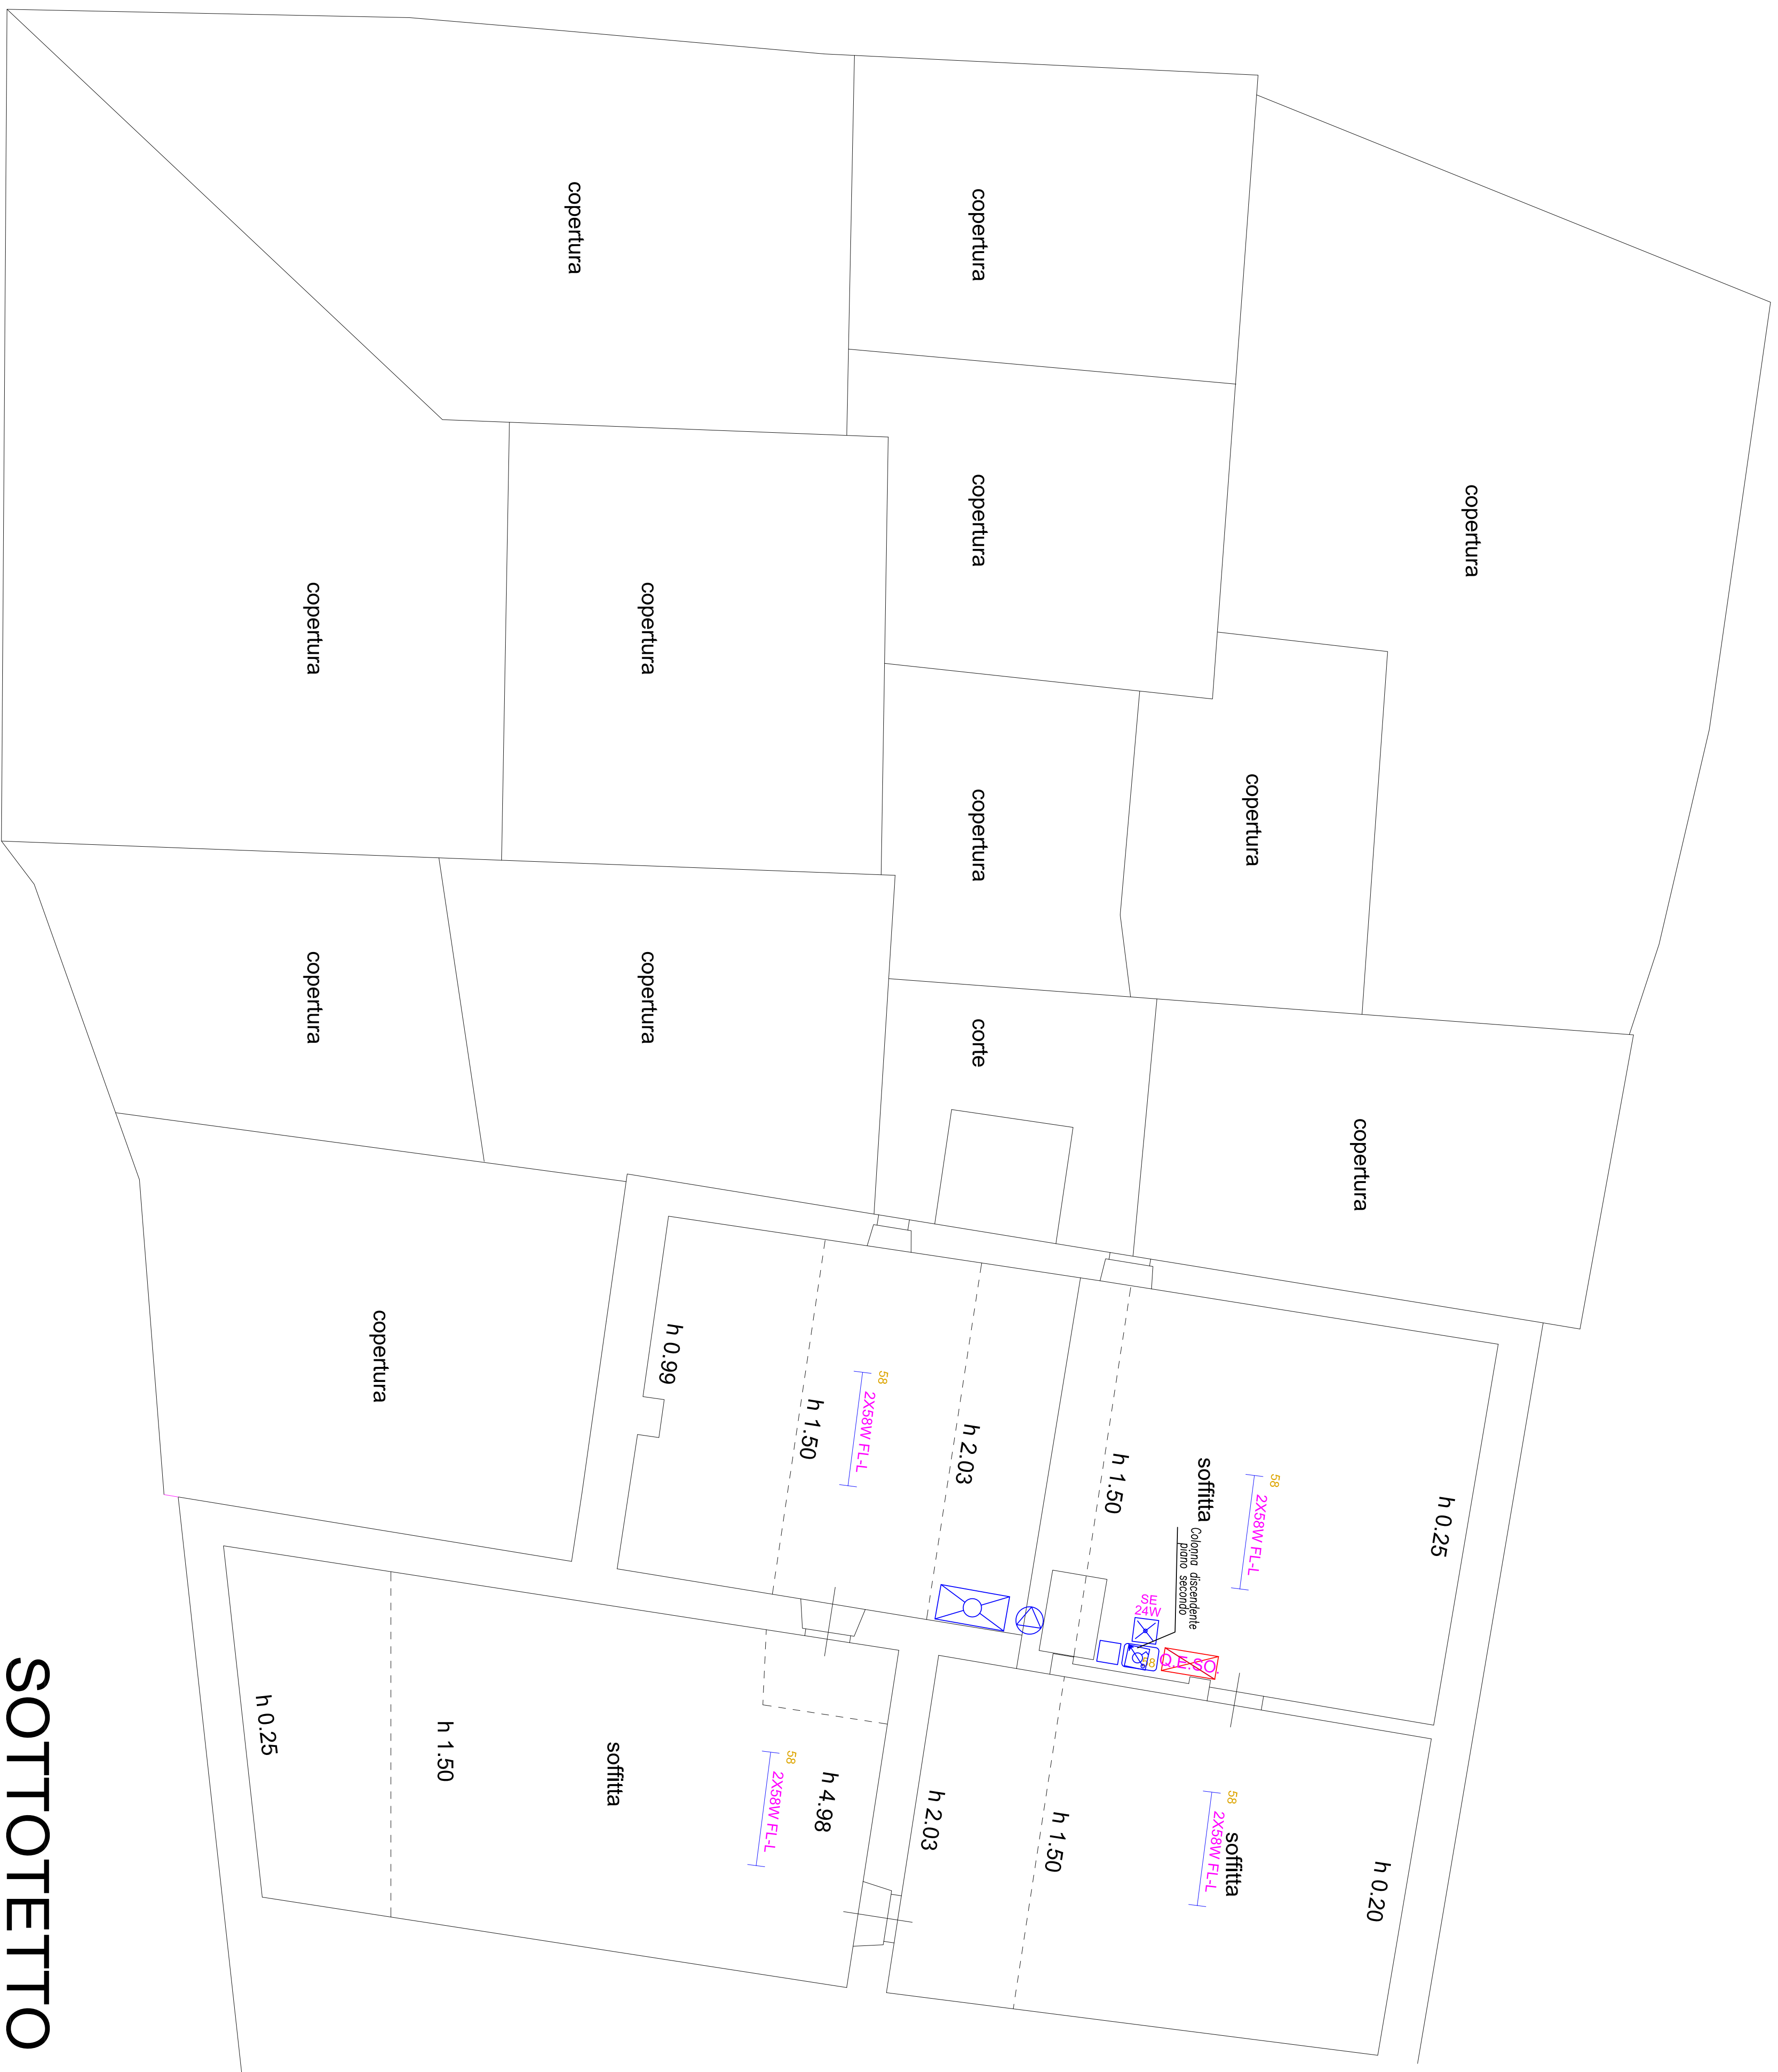 copertura
h 0.25
h 0.20
copertura
58
2X58W FL-L
copertura
58
soffitta
2X58W FL-L
soffitta
Colonna discendente
piano secondo
Q.E.SO.
SE
24W
58
h 1.50
h 1.50
copertura
copertura
copertura
corte
h 2.03
h 2.03
58
2X58W FL-L
h 4.98
h 1.50
58
2X58W FL-L
h 0.99
copertura
copertura
soffitta
copertura
h 1.50
copertura
copertura
copertura
h 0.25
SOTTOTETTO